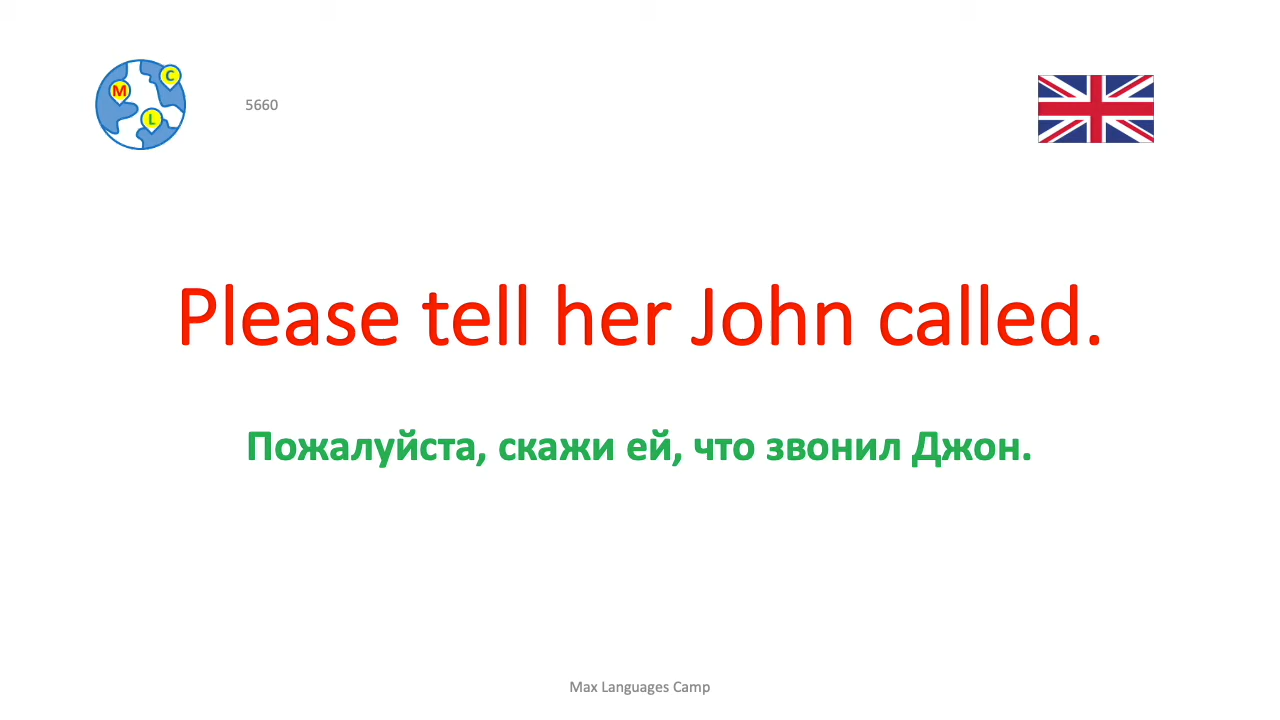 M
C
L
5660
Please tell her John called.
Пожалуйста, скажи ей, что звонил Джон.
Max Languages Camp